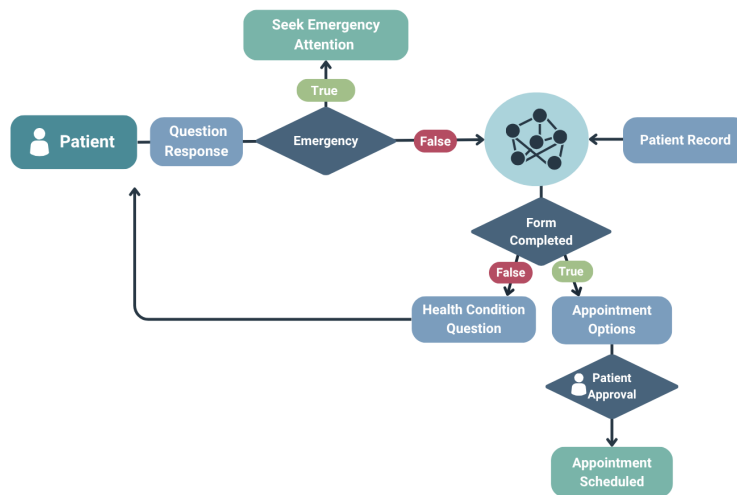 Seek Emergency
Attention
True
Patient
Question
Response
Emergency
False
Patient Record
Form
Completed
False
True
Health Condition
Question
Appointment
Options
Patient
Approval
Appointment
Scheduled